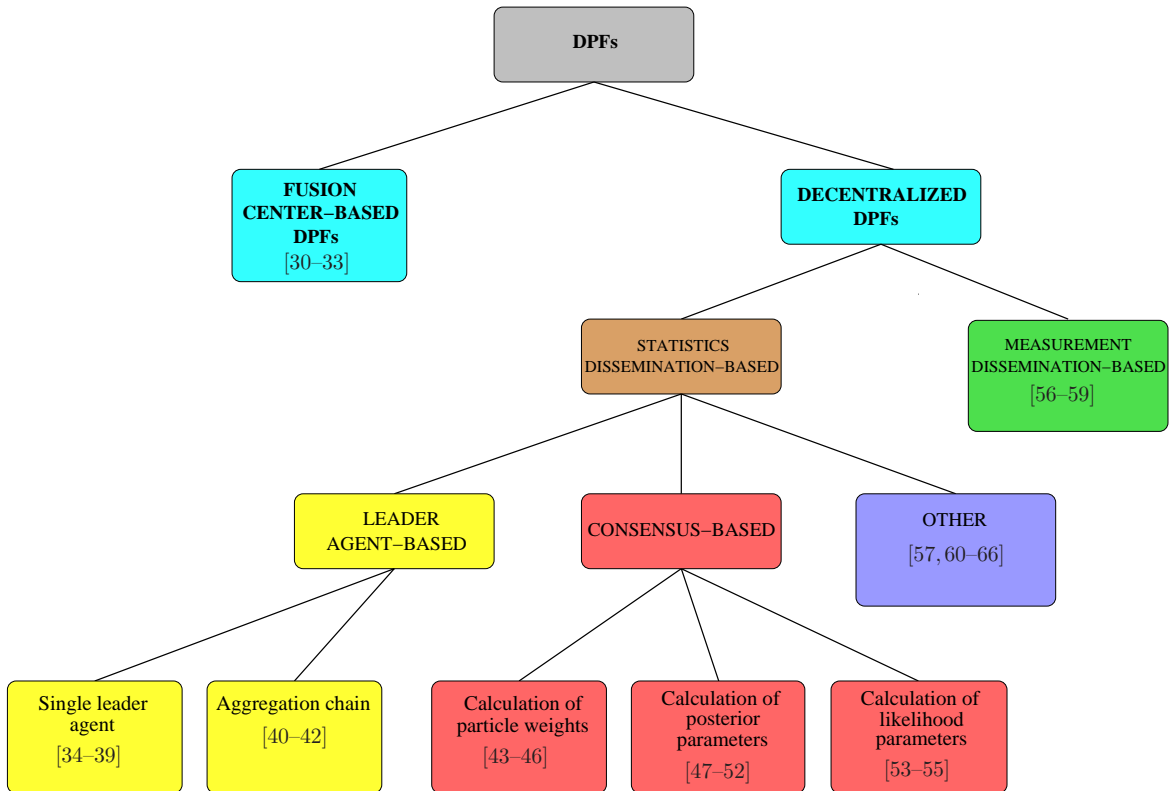 DPFs
FUSION
CENTER–BASED
DPFs
[30–33]
DECENTRALIZED
DPFs
STATISTICS
DISSEMINATION–BASED
MEASUREMENT
DISSEMINATION–BASED
[56–59]
LEADER
AGENT–BASED
CONSENSUS–BASED
OTHER
[57, 60–66]
Single leader
agent
[34–39]
Aggregation chain
[40–42]
Calculation of
particle weights
[43–46]
Calculation of
posterior
parameters
[47–52]
Calculation of
likelihood
parameters
[53–55]